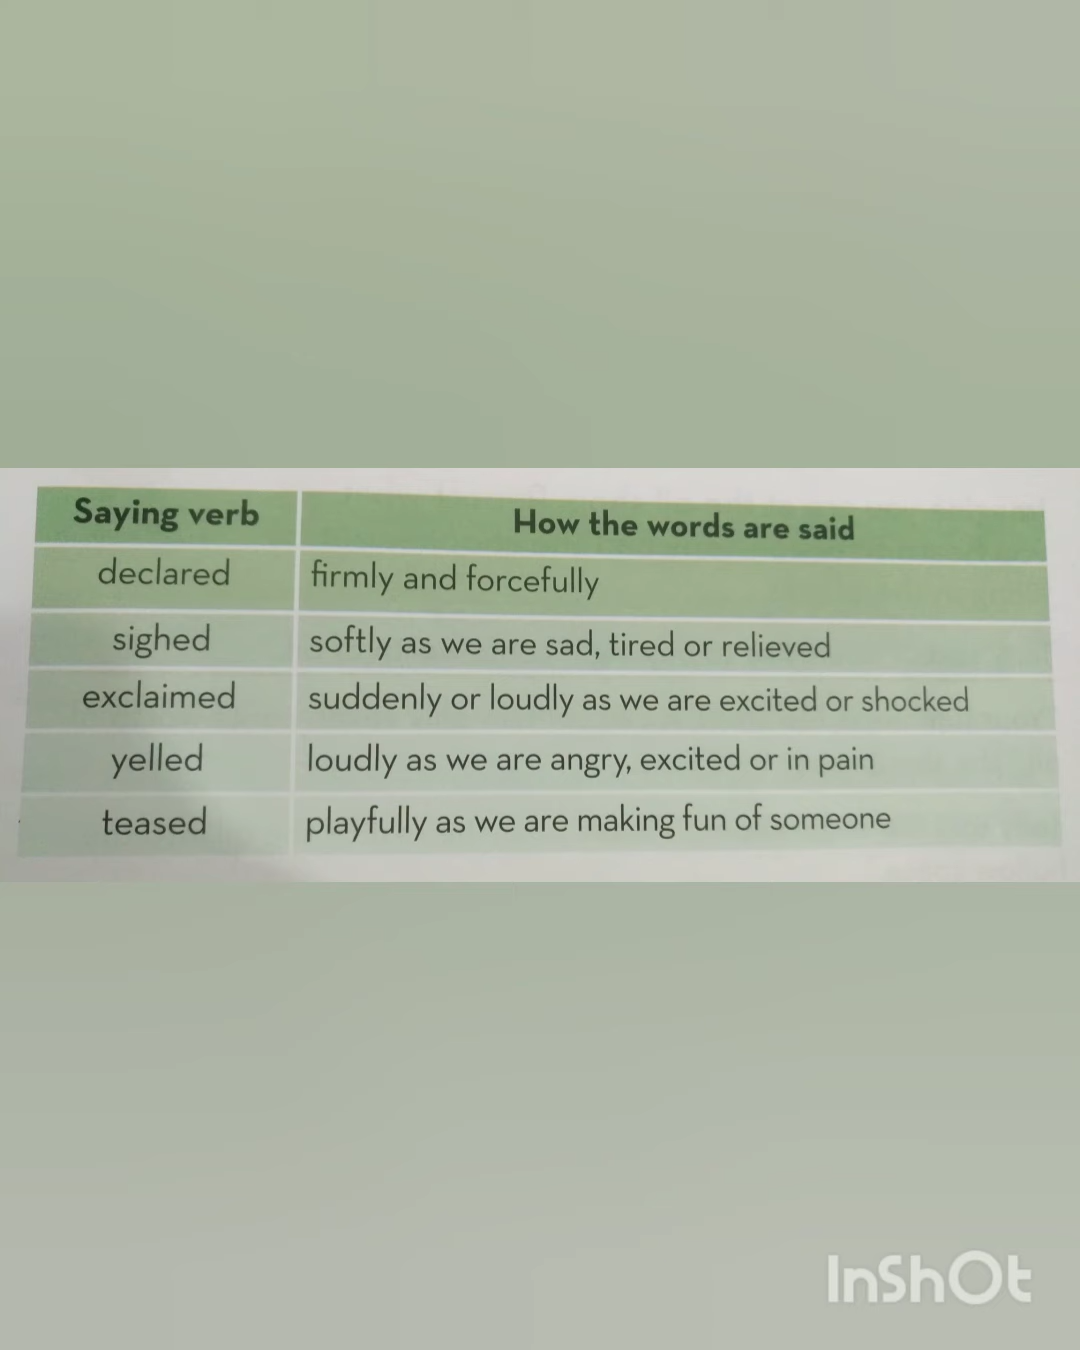 Saying verb How the words are said
declared firmly and forcefully
sighed softly as we are sad, tired or relieved
exclaimed suddenly or loudly as we are excited or shocked
yelled loudly as we are angry, excited or in pain
teased playfully as we are making fun of someone
InShOt